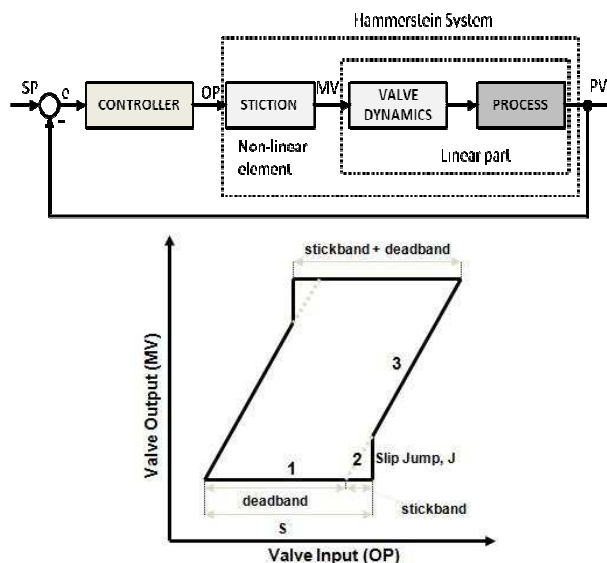 Hammerstein System
SP
e
CONTROLLER
OP
STICTION
MV
VALVE
DYNAMICS
PROCESS
PV
-
Non-linear
element
Linear part
stickband + deadband
Valve Output (MV)
3
1
2
Slip Jump, J
deadband
stickband
S
Valve Input (OP)